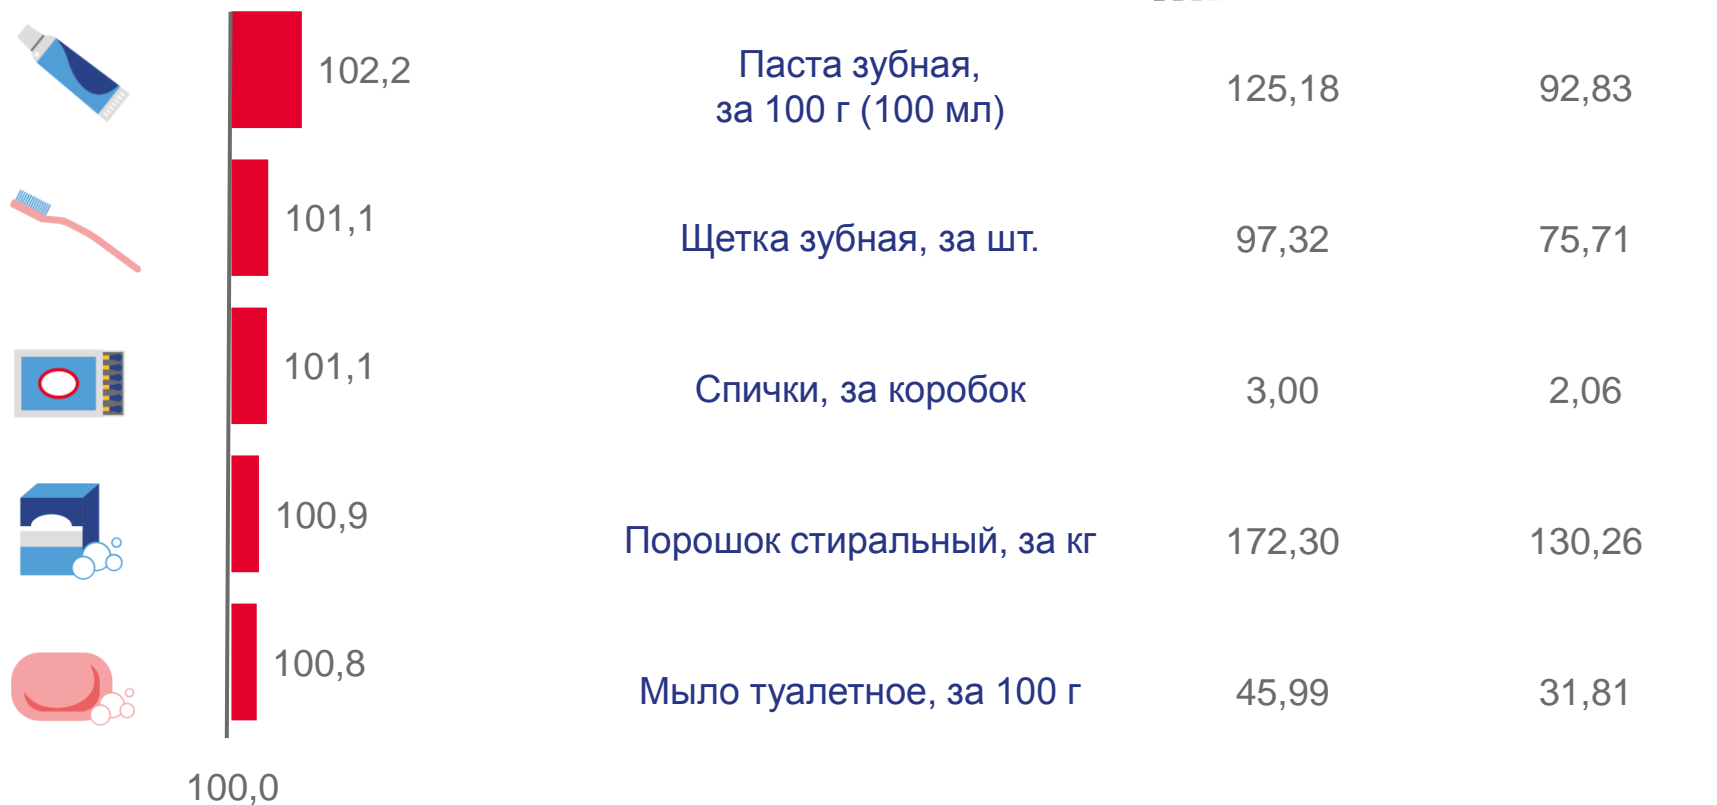 102,2
Паста зубная,
за 100 г (100 мл)
125,18
92,83
101,1
Щетка зубная, за шт.
97,32
75,71
101,1
Спички, за коробок
3,00
2,06
100,9
Порошок стиральный, за кг
172,30
130,26
100,8
Мыло туалетное, за 100 г
45,99
31,81
100,0